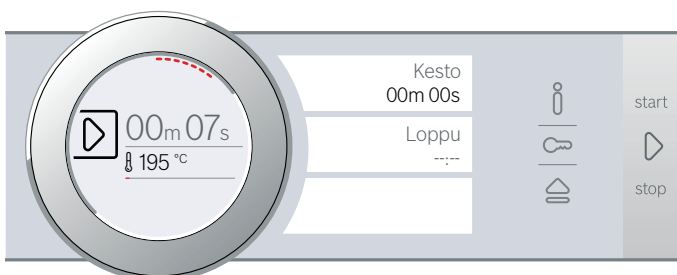 00m 07s
195 °C
Kesto
00m 00s
Loppu
--:--
start
stop